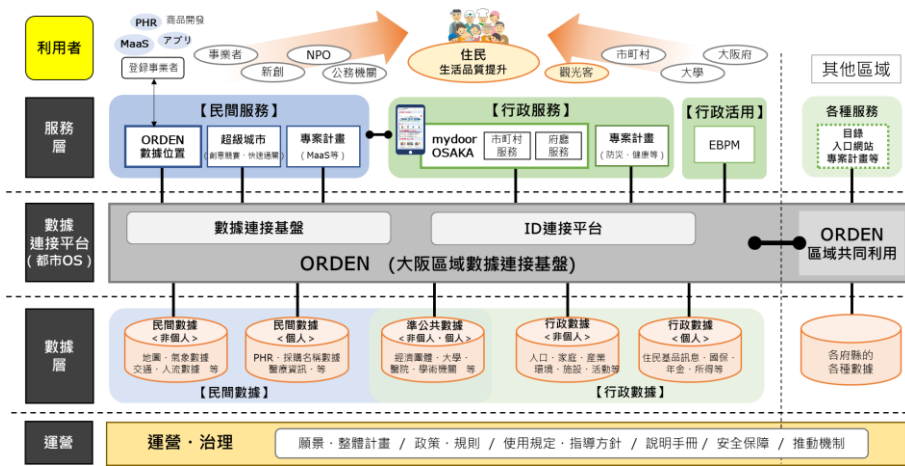 利用者
PHR
商品開發
MaaS
アプリ
登錄事業者
事業者
NPO
新創
公務機關
住民
生活品質提升
觀光客
市町村
大阪府
大學
其他區域
服務
層
【民間服務】
ORDEN
數據位置
超級城市
(創意競賽・快速通關)
專案計畫
(MaaS等)
【行政服務】
mydoor
OSAKA
市町村
服務
府廳
服務
專案計畫
(防災・健康等)
【行政活用】
EBPM
各種服務
目錄
入口網站
專案計畫等
數據
連接平台
(都市OS)
數據連接基盤
ID連接平台
ORDEN (大阪區域數據連接基盤)
ORDEN
區域共同利用
數據
層
民間數據
<非個人>
地圖・氣象數據
交通・人流數據 等
民間數據
<個人>
PHR・採購名稱數據
醫療資訊・等
準公共數據
<非個人・個人>
經濟團體・大學・
醫院・學術機關 等
行政數據
<非個人>
人口・家庭・產業
環境・施設・活動等
行政數據
<個人>
住民基品訊息・國保・
年金・所得等
各府縣的
各種數據
【民間數據】
【行政數據】
運營
運營・治理
願景・整體計畫 / 政策・規則 / 使用規定・指導方針 / 說明手冊 / 安全保障 / 推動機制